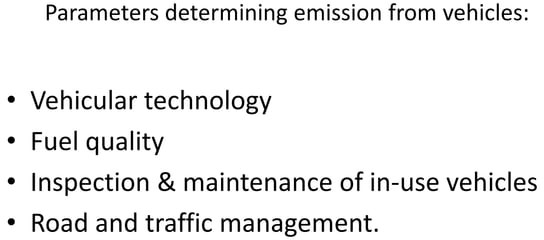 Parameters determining emission from vehicles:
• Vehicular technology
• Fuel quality
• Inspection & maintenance of in-use vehicles
• Road and traffic management.